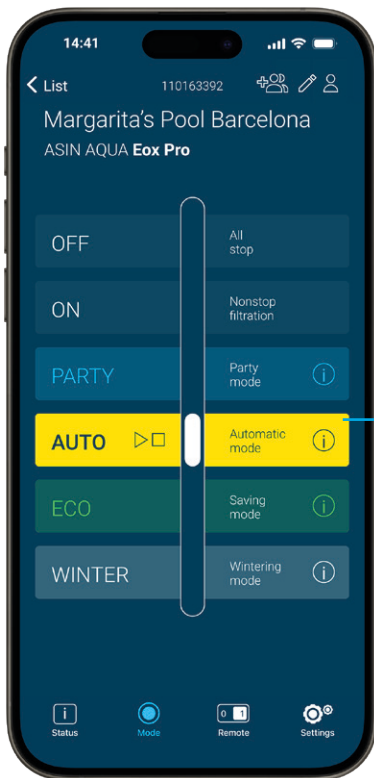 14:41
List
110163392
Margarita's Pool Barcelona
ASIN AQUA Eox Pro
OFF
All
stop
ON
Nonstop
filtration
PARTY
Party
mode
AUTO
Automatic
mode
ECO
Saving
mode
WINTER
Wintering
mode
0 1
Status
Mode
Remote
Settings